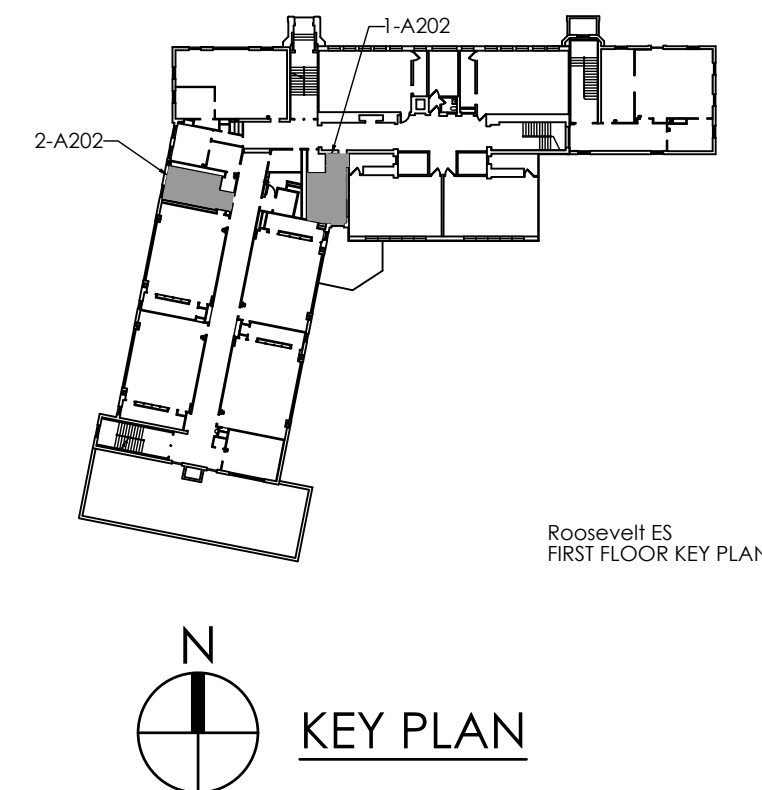 1-A202
2-A202
Roosevelt ES
FIRST FLOOR KEY PLAN
N
KEY PLAN